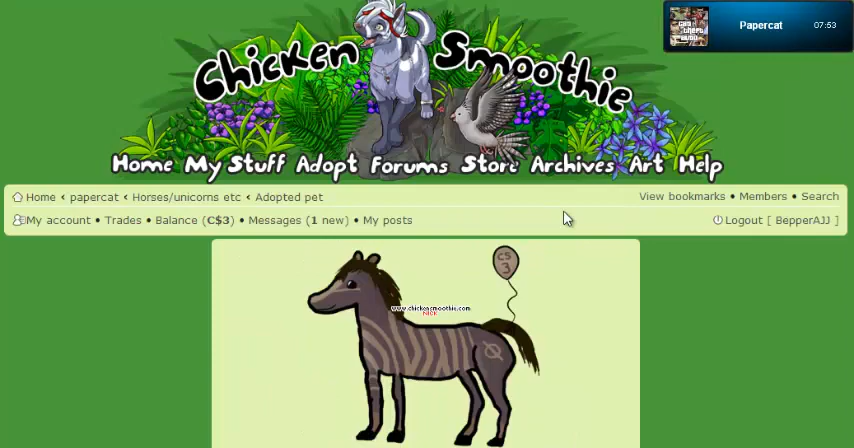 Chicken Smoothie
Papercat 07:53
Home My Stuff Adopt Forums Store Archives Art Help
Home ‹ papercat ‹ Horses/unicorns etc ‹ Adopted pet
View bookmarks • Members • Search
My account • Trades • Balance (C$3) • Messages (1 new) • My posts
Logout [ BepperAJJ ]
CS
3
www.chickensmoothie.com
NICK